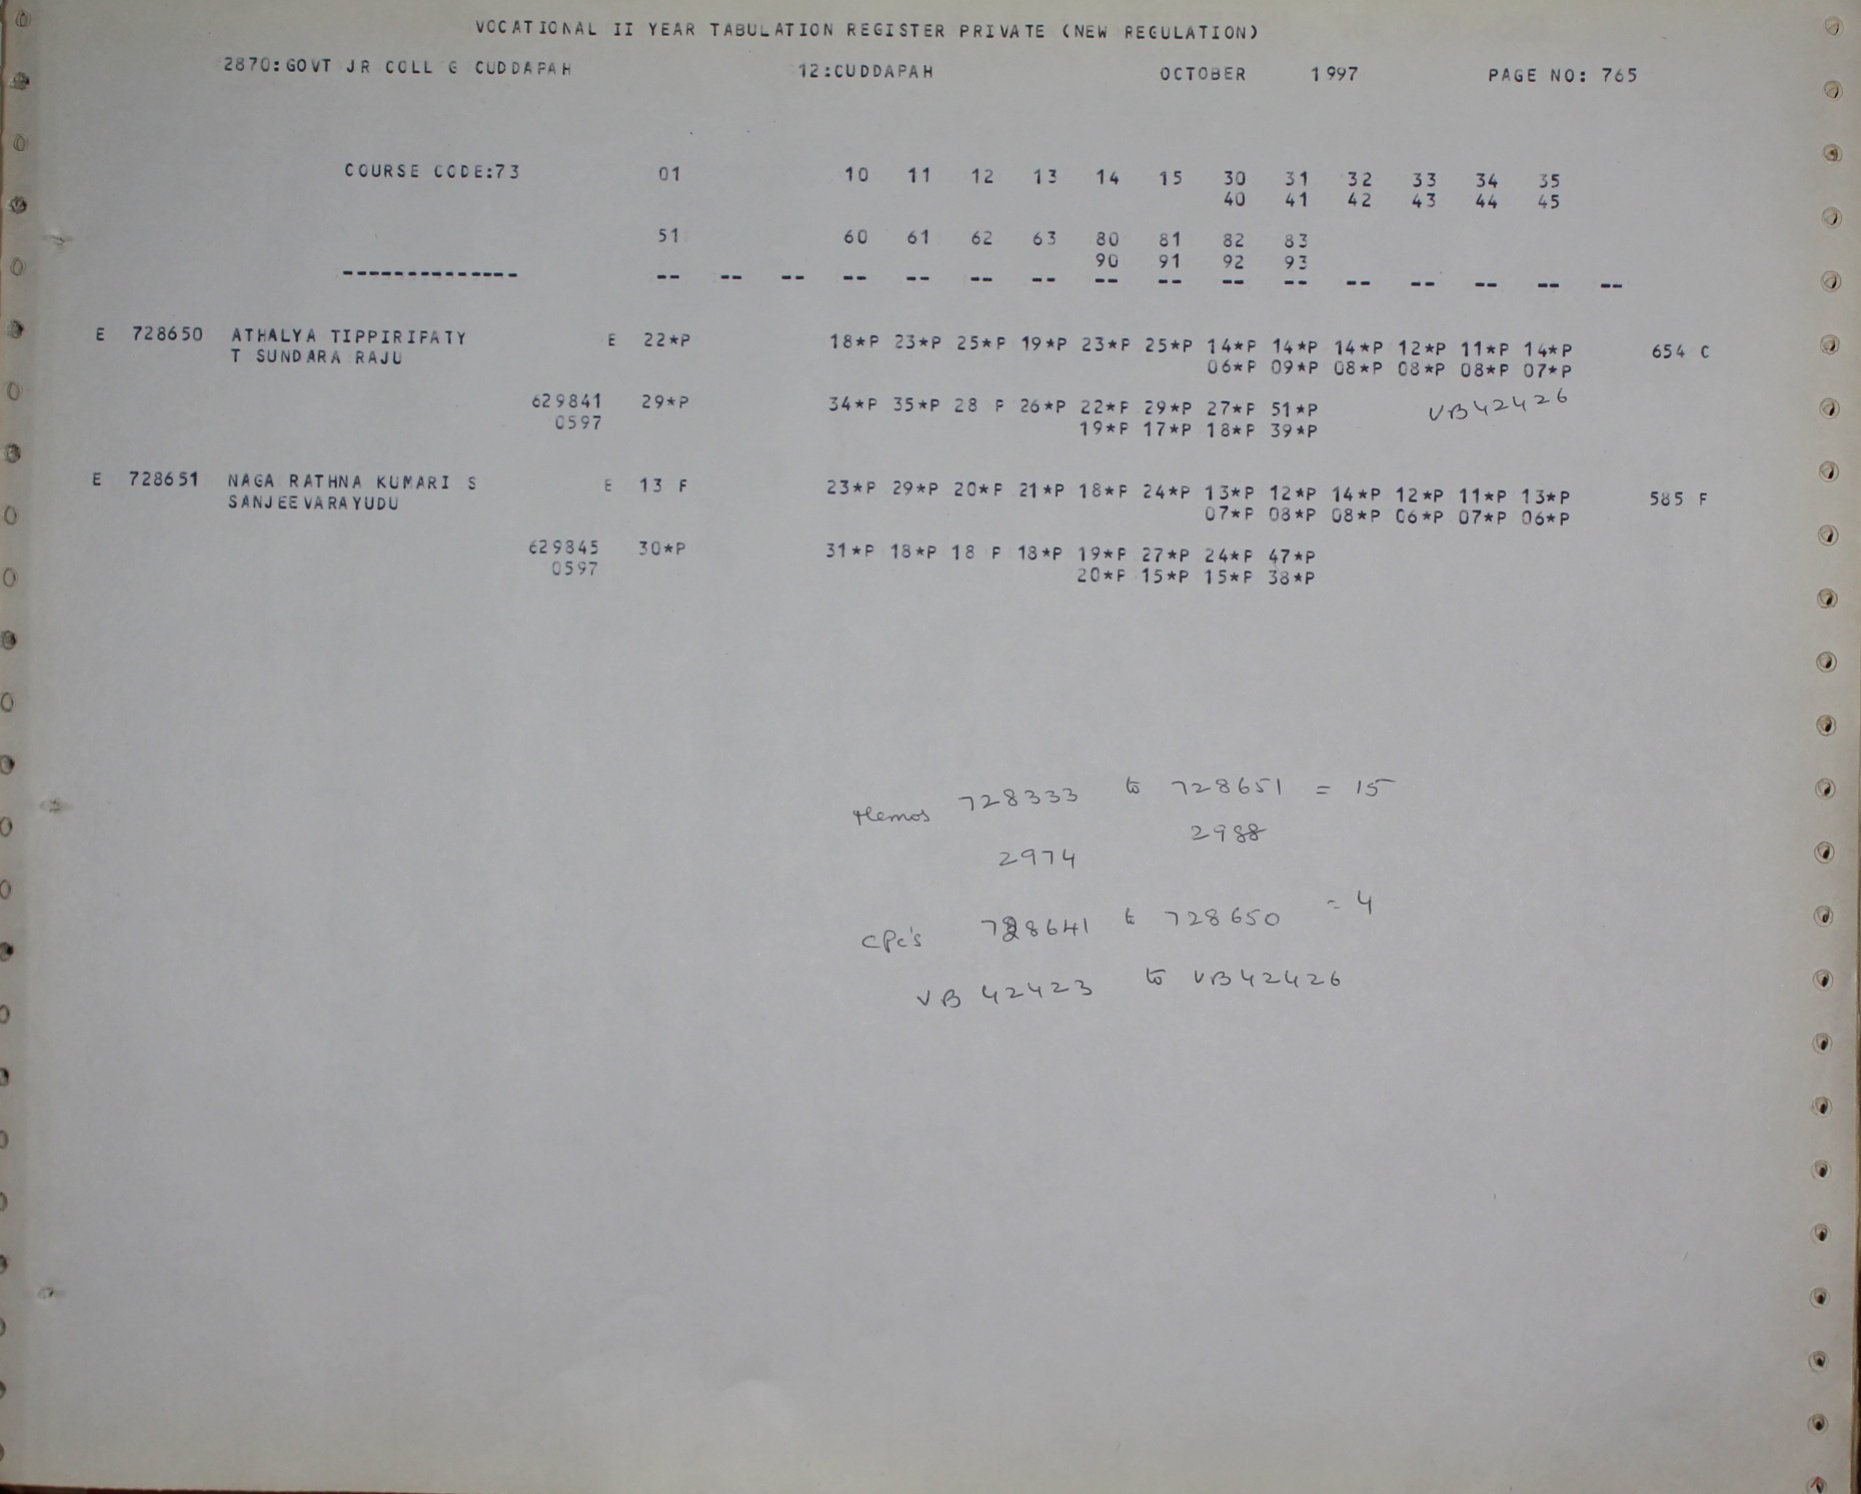 VOCATIONAL II YEAR TABULATION REGISTER PRIVATE (NEW REGULATION)
2870:GOVT JR COLL G CUDDAPAH 12:CUDDAPAH OCTOBER 1997 PAGE NO: 765
COURSE CODE:73 01 10 11 12 13 14 15 30 31 32 33 34 35
40 41 42 43 44 45
51 60 61 62 63 80 81 82 83
90 91 92 93
-------------- -- -- -- -- -- -- -- -- -- -- -- -- -- -- -- --
E 728650 ATHALYA TIPPIRIPATY E 22*P 18*P 23*P 25*P 19*P 23*P 25*P 14*P 14*P 14*P 12*P 11*P 14*P 654 C
T SUNDARA RAJU 06*P 09*P 08*P 08*P 08*P 07*P
629841 29*P 34*P 35*P 28 P 26*P 22*P 29*P 27*P 51*P VB42426
0597 19*P 17*P 18*P 39*P
E 728651 NAGA RATHNA KUMARI S E 13 F 23*P 29*P 20*P 21*P 18*P 24*P 13*P 12*P 14*P 12*P 11*P 13*P 585 F
SANJEEVARAYUDU 07*P 08*P 08*P 06*P 07*P 06*P
629845 30*P 31*P 18*P 18 P 18*P 19*P 27*P 24*P 47*P
0597 20*P 15*P 15*P 38*P
Memos 728333 to 728651 = 15
2974 2988
CPc's 728641 to 728650 = 4
VB 42423 to VB42426